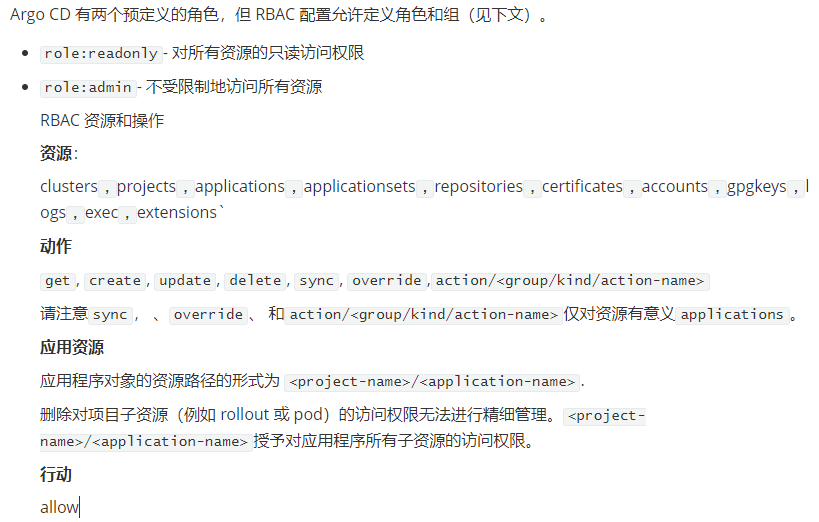 Argo CD 有两个预定义的角色，但 RBAC 配置允许定义角色和组（见下文）。
role:readonly - 对所有资源的只读访问权限
role:admin - 不受限制地访问所有资源
RBAC 资源和操作
资源：
clusters , projects , applications , applicationsets , repositories , certificates , accounts , gpgkeys , l
ogs , exec , extensions`
动作
get , create , update , delete , sync , override , action/<group/kind/action-name>
请注意 sync ， 、 override 、 和 action/<group/kind/action-name> 仅对资源有意义 applications 。
应用资源
应用程序对象的资源路径的形式为 <project-name>/<application-name> .
删除对项目子资源（例如 rollout 或 pod）的访问权限无法进行精细管理。 <project-
name>/<application-name> 授予对应用程序所有子资源的访问权限。
行动
allow